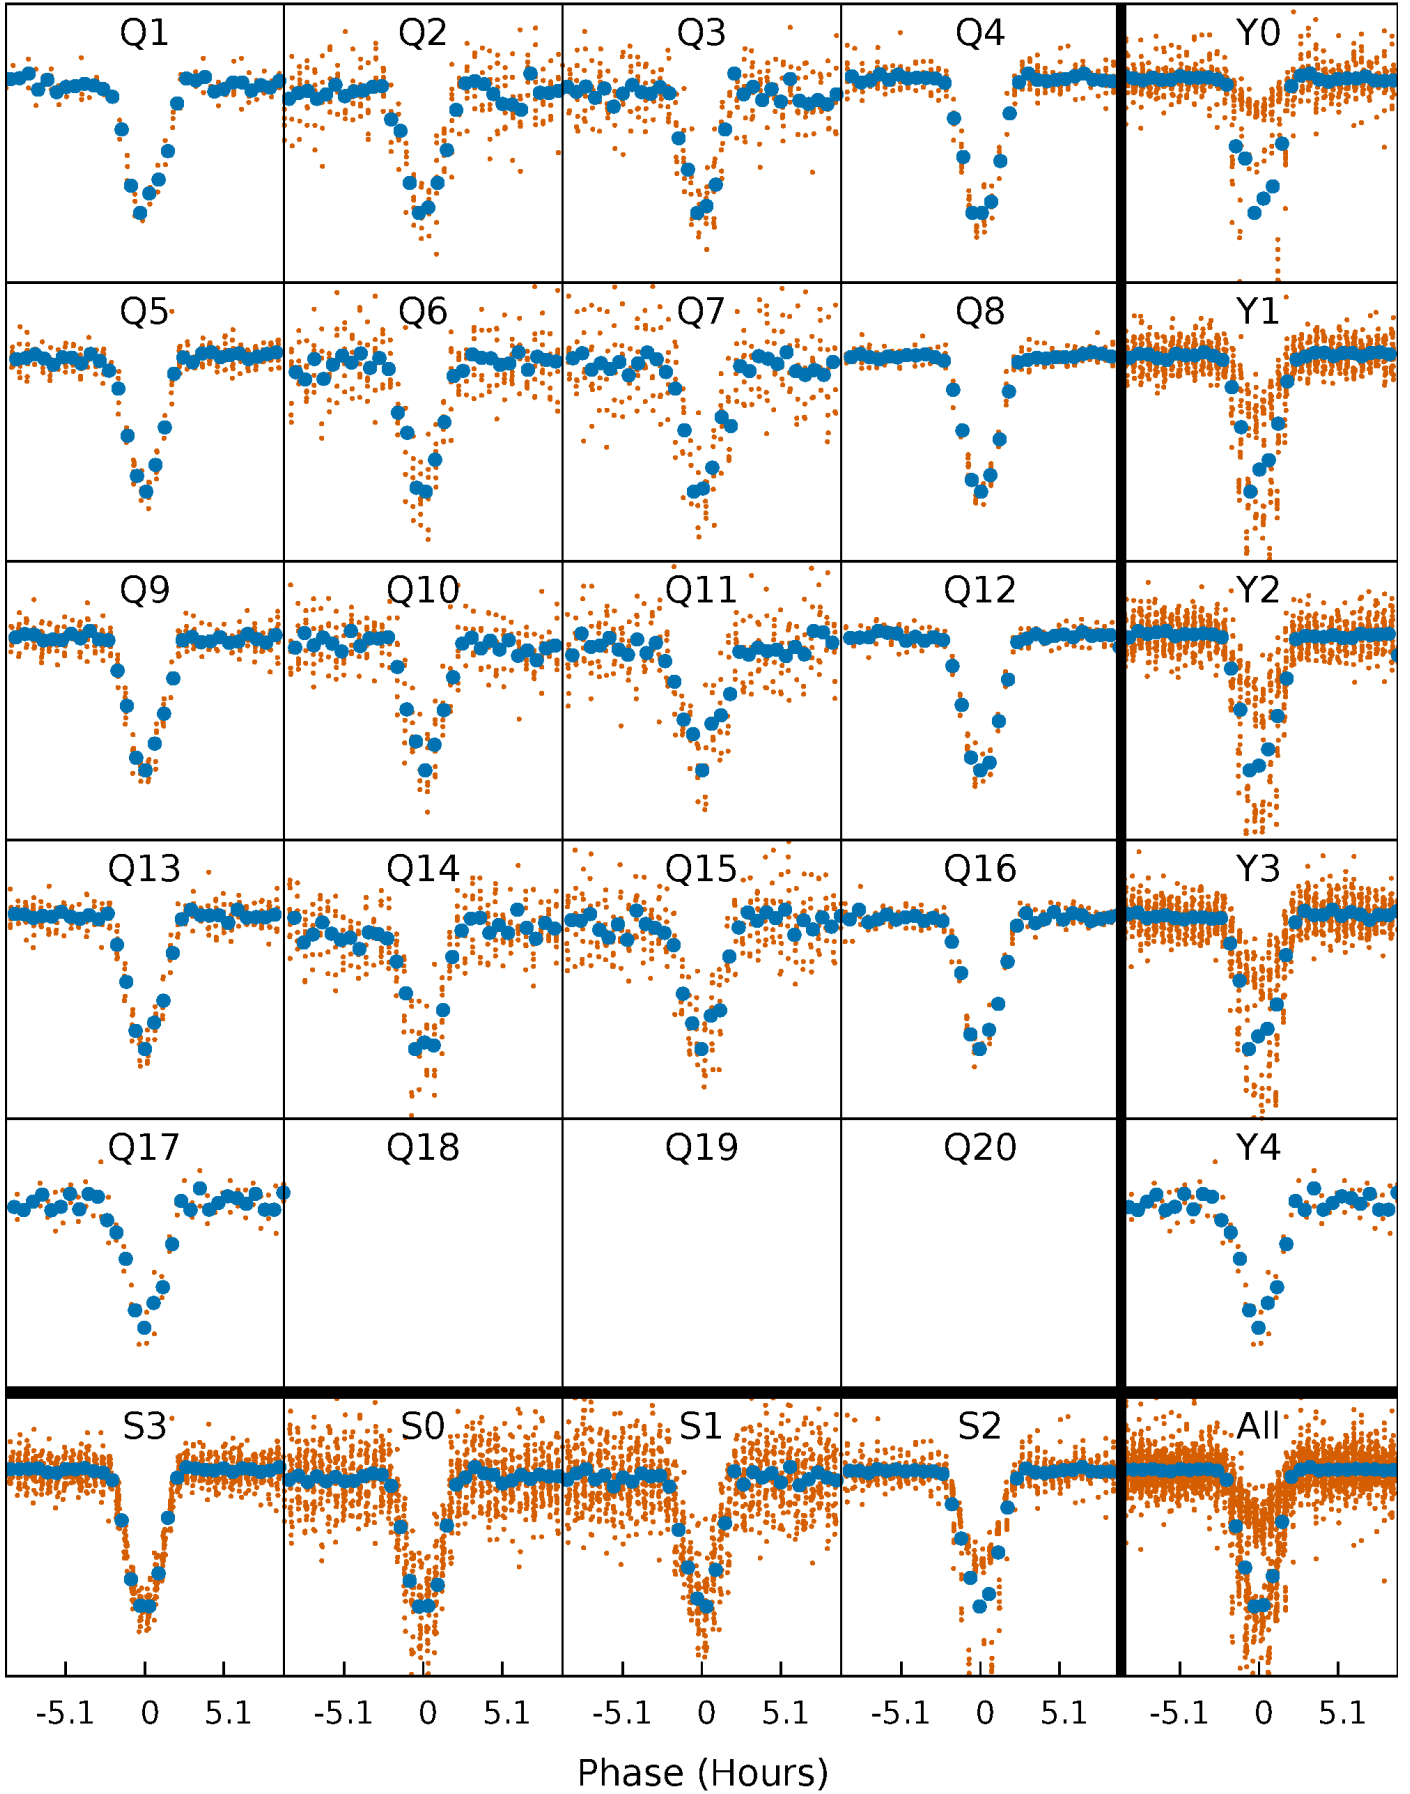 Q1 Q2 Q3 Q4 Y0
Q5 Q6 Q7 Q8 Y1
Q9 Q10 Q11 Q12 Y2
Q13 Q14 Q15 Q16 Y3
Q17 Q18 Q19 Q20 Y4
S3 S0 S1 S2 All
-5.1 0 5.1 -5.1 0 5.1 -5.1 0 5.1 -5.1 0 5.1 -5.1 0 5.1
Phase (Hours)